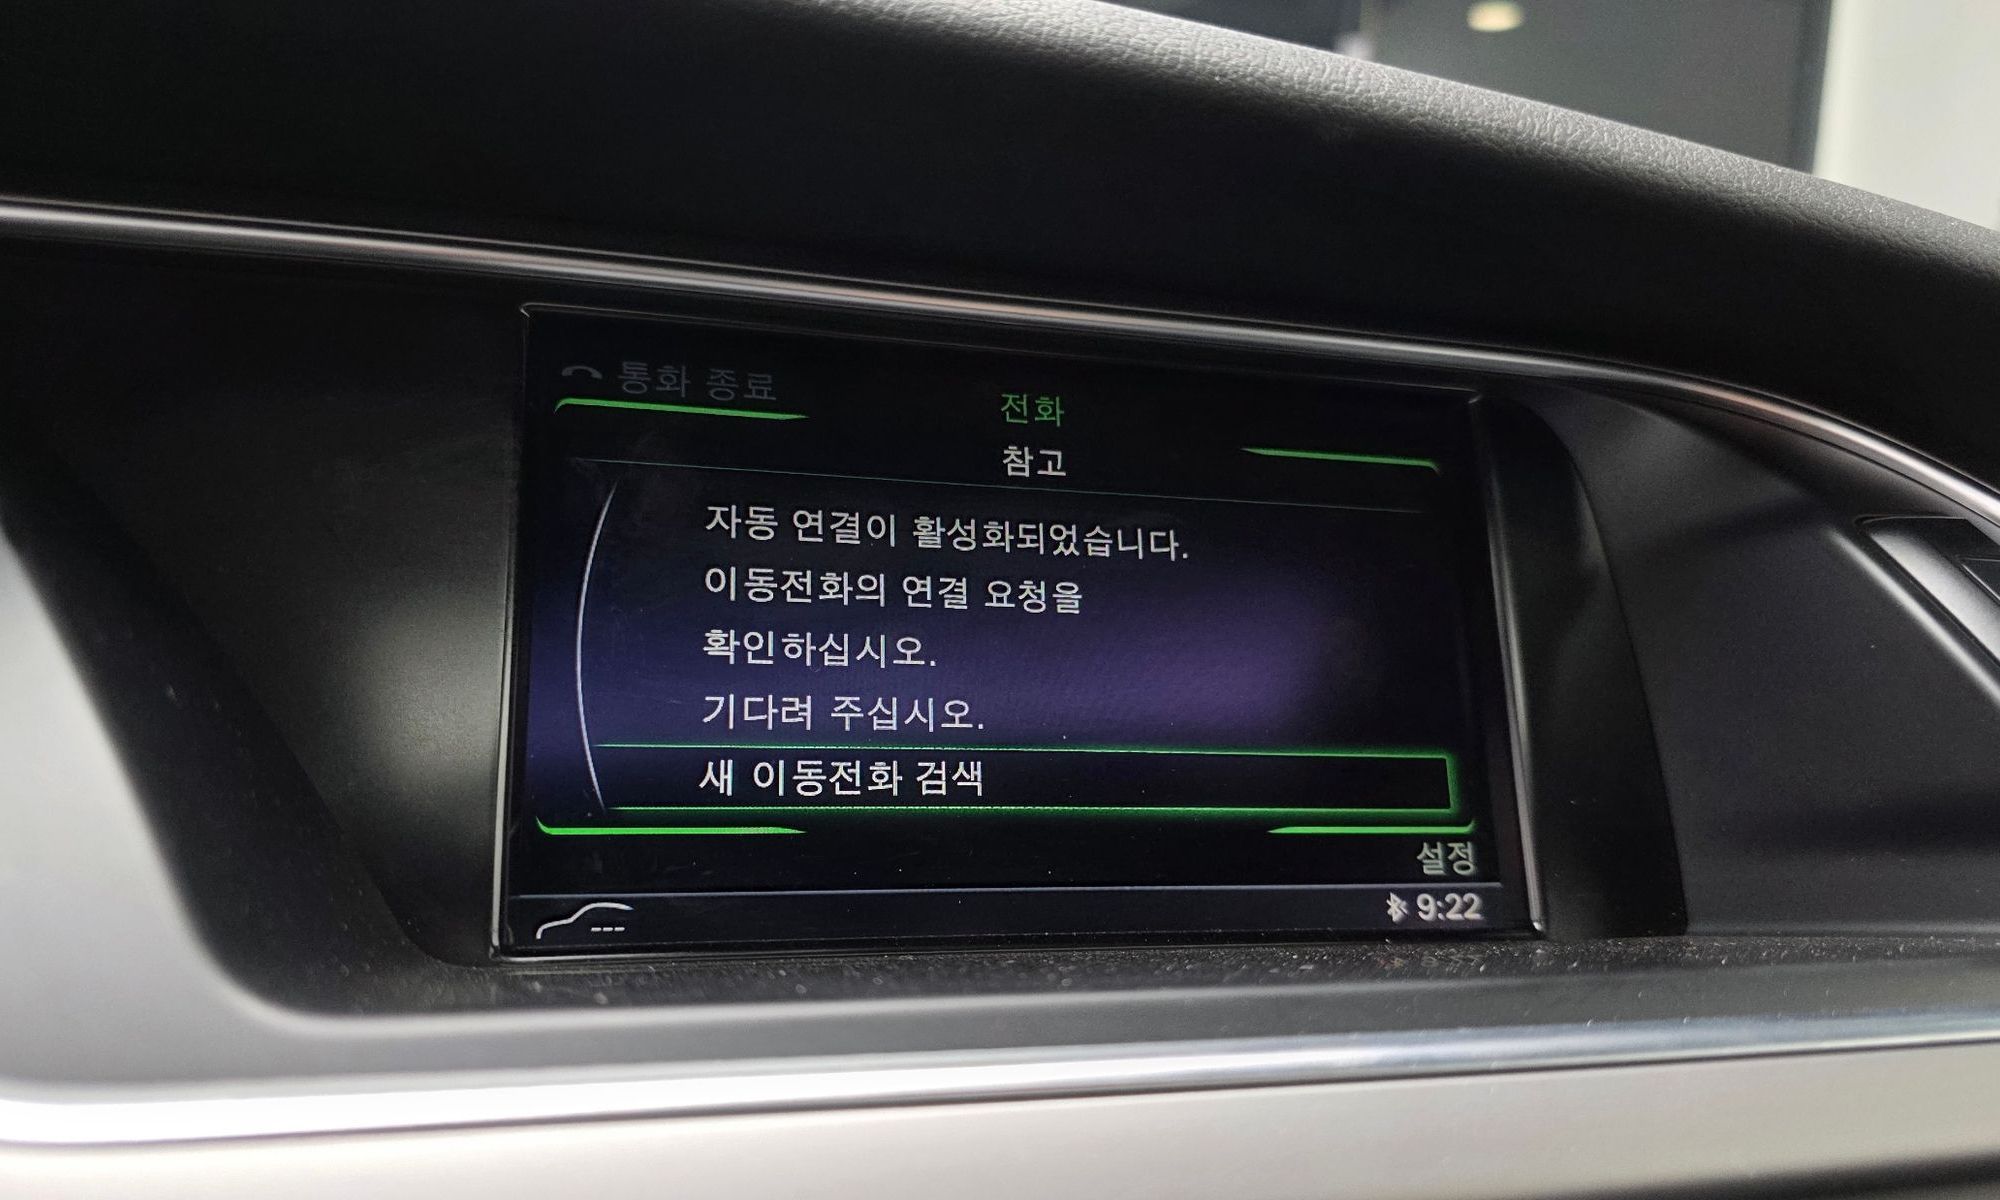 통화 종료
전화
참고
자동 연결이 활성화되었습니다.
이동전화의 연결 요청을
확인하십시오.
기다려 주십시오.
새 이동전화 검색
설정
---
9:22